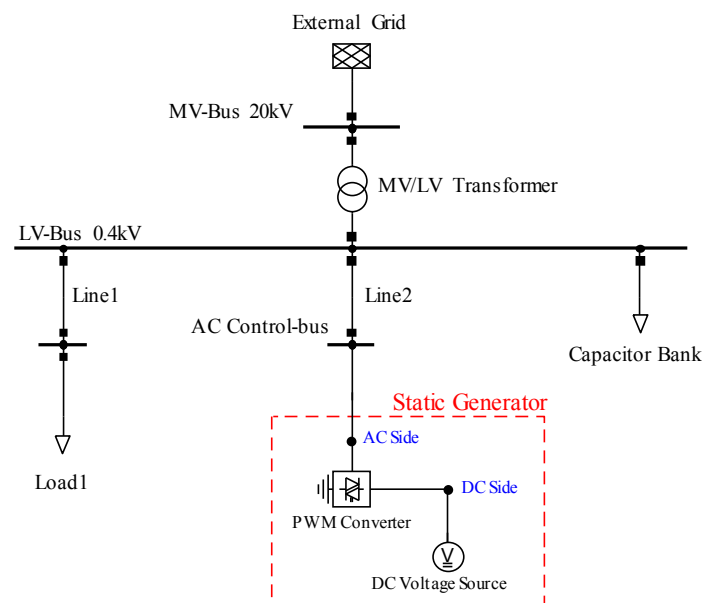 External Grid
MV-Bus 20kV
MV/LV Transformer
LV-Bus 0.4kV
Line1
Line2
AC Control-bus
Capacitor Bank
Static Generator
AC Side
Load1
DC Side
PWM Converter
DC Voltage Source